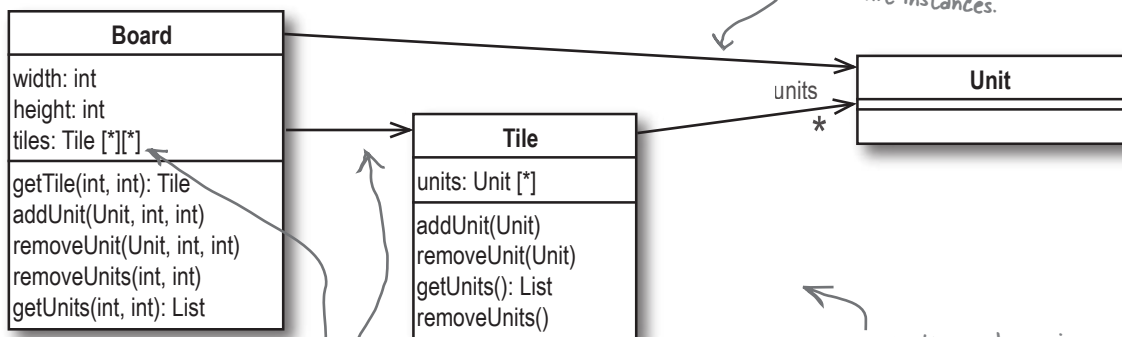 instances.
Board
width: int
height: int
tiles: Tile [*][*]
getTile(int, int): Tile
addUnit(Unit, int, int)
removeUnit(Unit, int, int)
removeUnits(int, int)
getUnits(int, int): List
Tile
units: Unit [*]
addUnit(Unit)
removeUnit(Unit)
getUnits(): List
removeUnits()
units
*
Unit